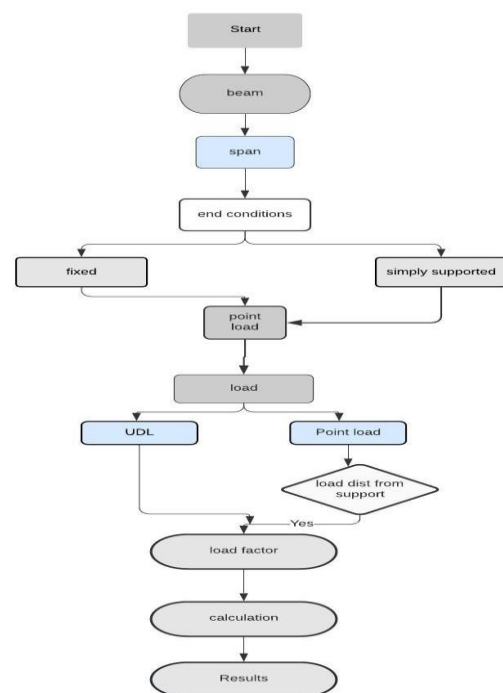 Start
beam
span
end conditions
fixed
simply supported
point
load
load
UDL
Point load
load dist from
support
Yes
load factor
calculation
Results